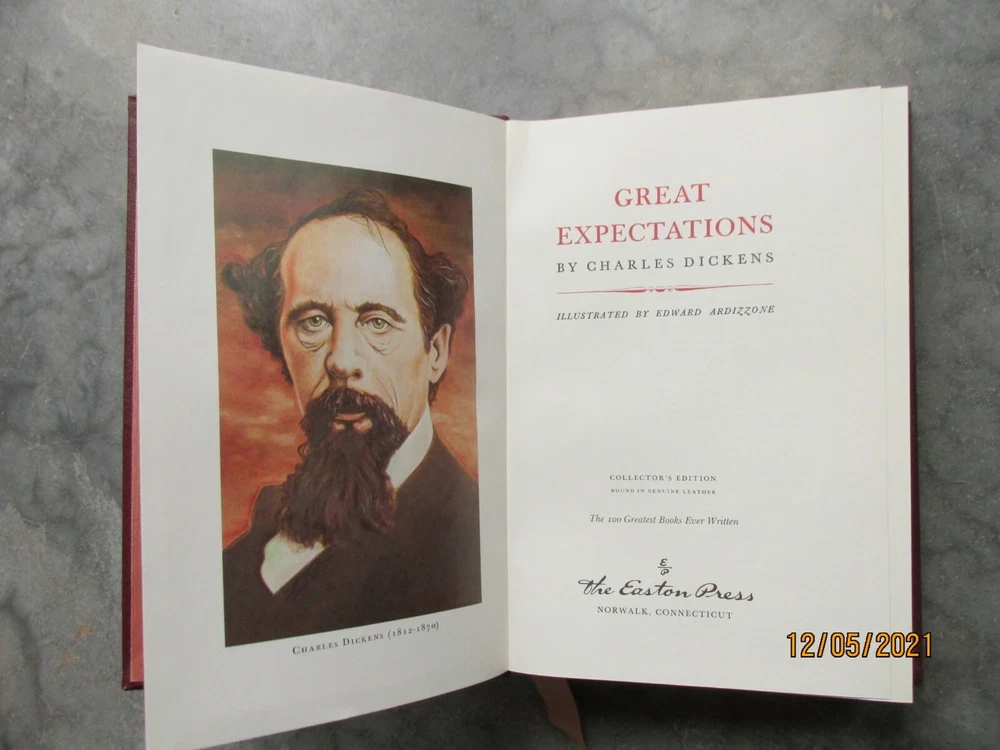 CHARLES DICKENS (1812-1870)
GREAT
EXPECTATIONS
BY CHARLES DICKENS
ILLUSTRATED BY EDWARD ARDIZZONE
COLLECTOR'S EDITION
BOUND IN GENUINE LEATHER
The 100 Greatest Books Ever Written
E
P
The Easton Press
NORWALK, CONNECTICUT
12/05/2021